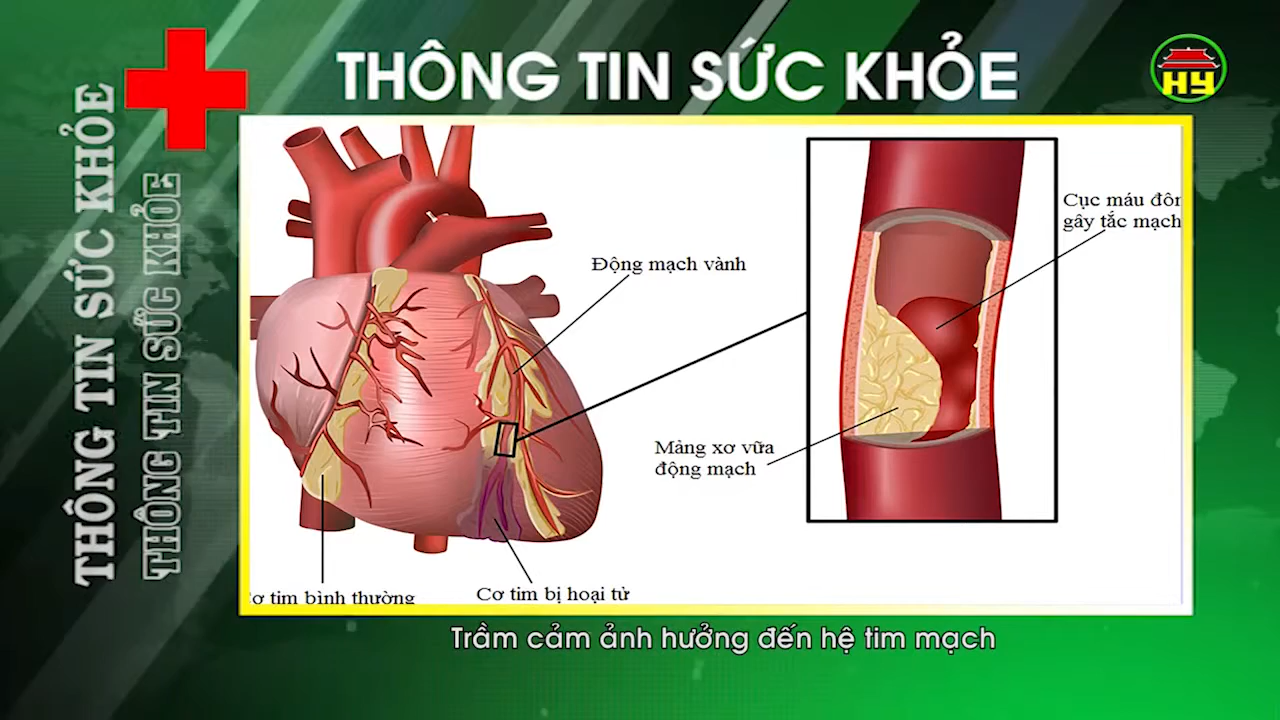 THÔNG TIN SỨC KHỎE
HY
THÔNG TIN SỨC KHỎE
THÔNG TIN SỨC KHỎE
Cục máu đôn
gây tắc mạch
Động mạch vành
Mảng xơ vữa
động mạch
Cơ tim bị hoại tử
ơ tim bình thường
Trầm cảm ảnh hưởng đến hệ tim mạch